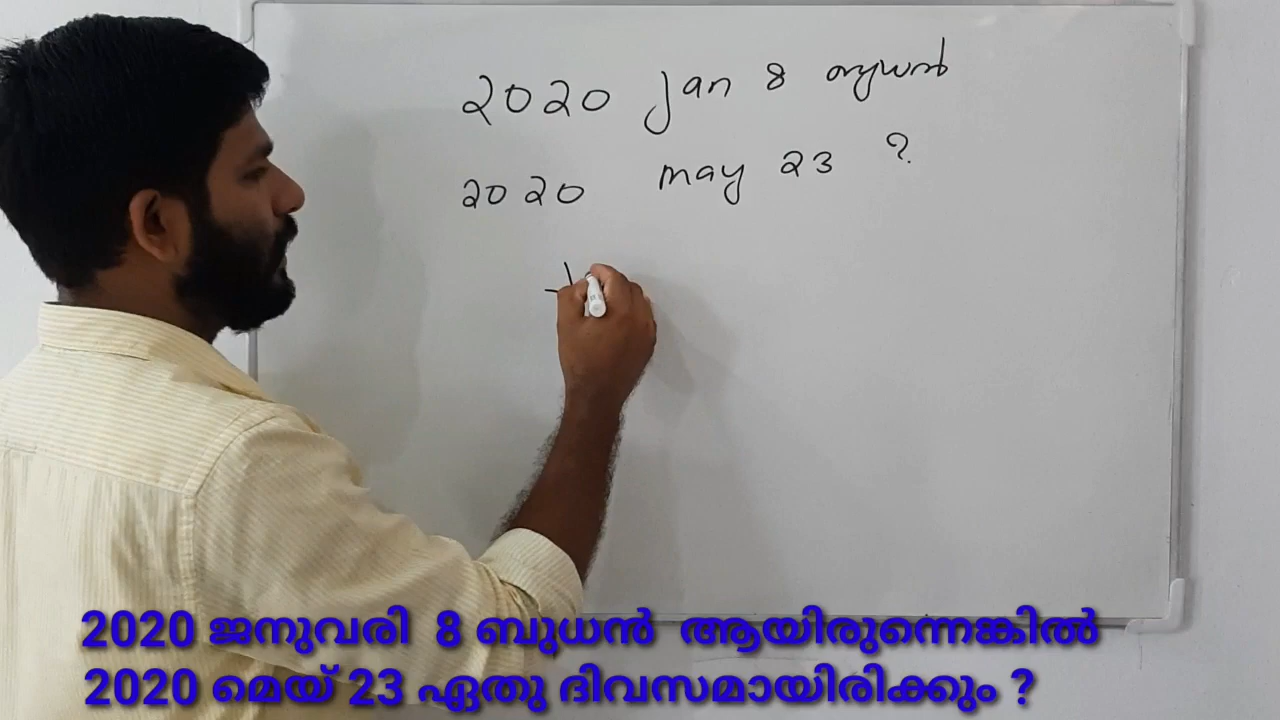 2020 Jan 8 ബുധൻ
2020 may 23 ?
2020 ജനുവരി 8 ബുധൻ ആയിരുന്നെങ്കിൽ
2020 മെയ് 23 ഏതു ദിവസമായിരിക്കും ?